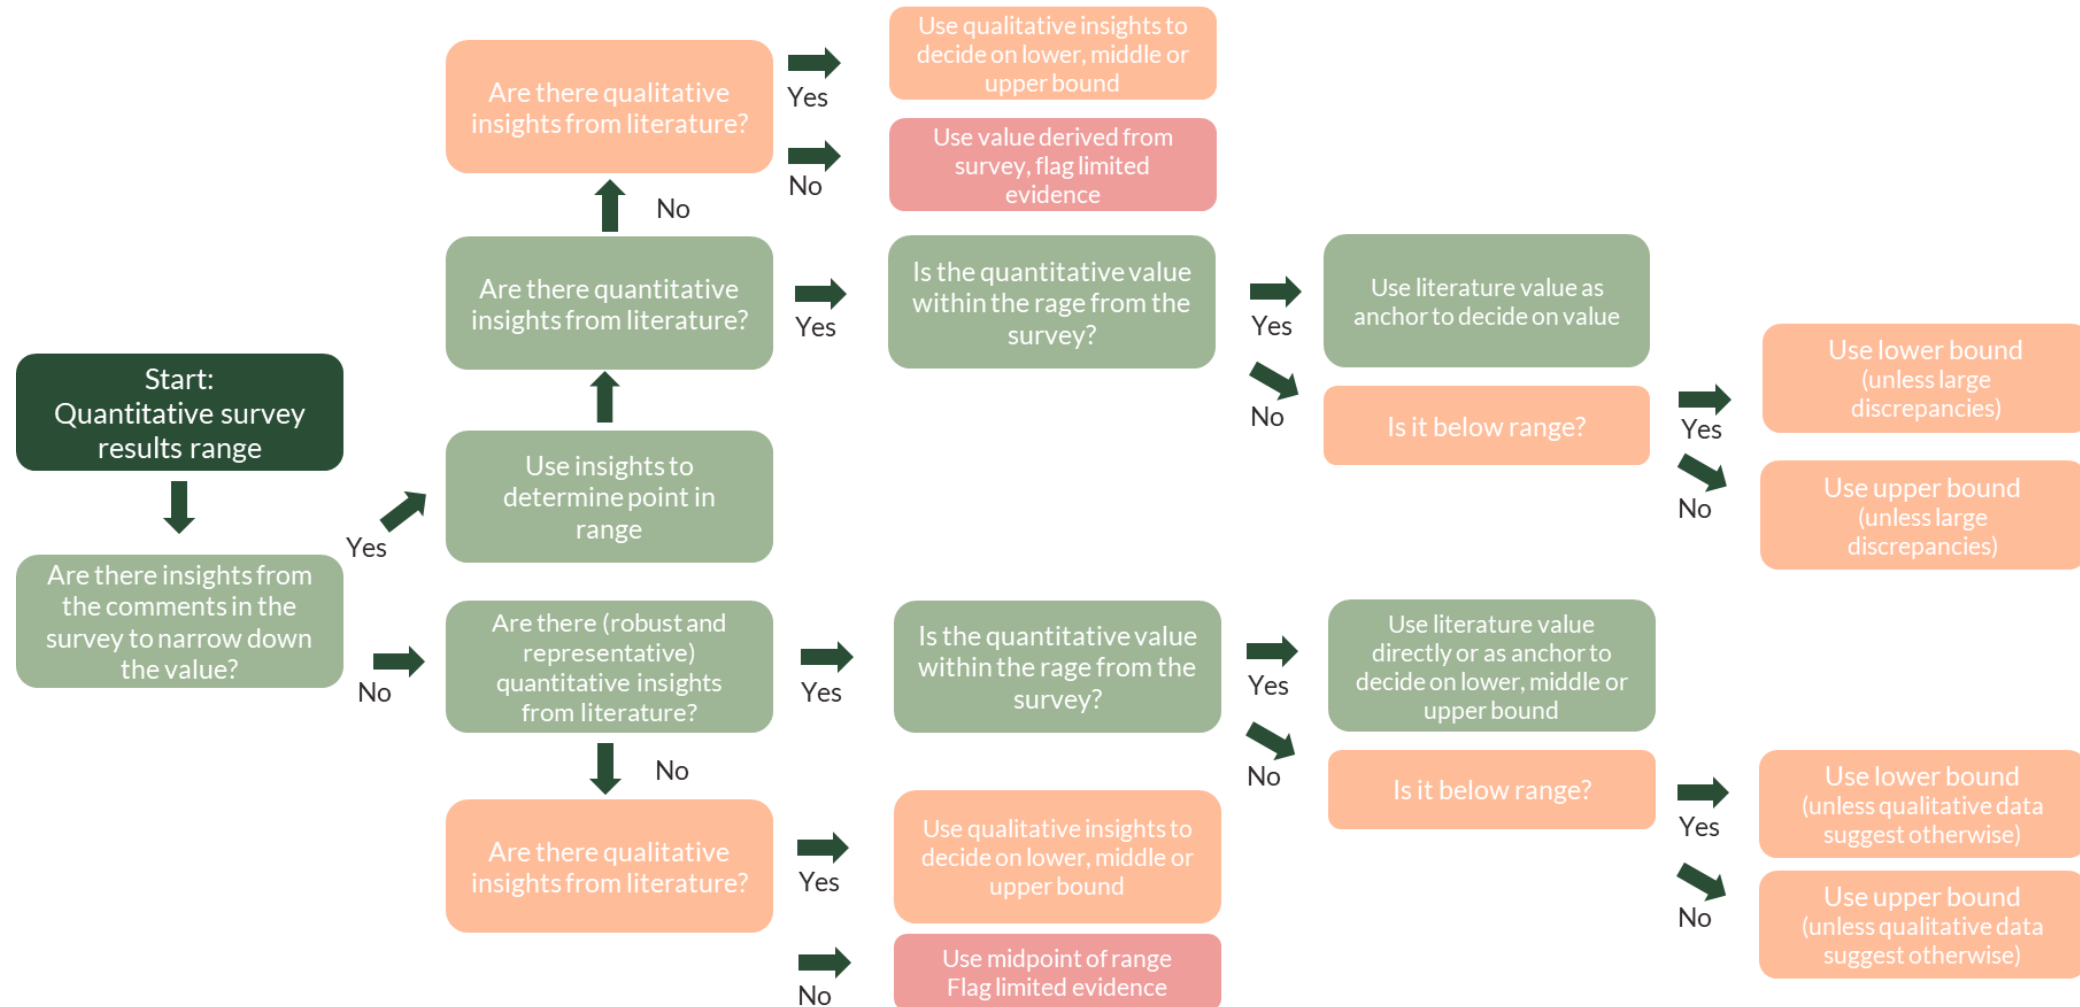 Start:
Quantitative survey
results range
Are there insights from
the comments in the
survey to narrow down
the value?
Yes
Use insights to
determine point in
range
Are there quantitative
insights from literature?
No
Are there qualitative
insights from literature?
Yes
Use qualitative insights to
decide on lower, middle or
upper bound
No
Use value derived from
survey, flag limited
evidence
Yes
Is the quantitative value
within the rage from the
survey?
Yes
Use literature value as
anchor to decide on value
No
Is it below range?
Yes
Use lower bound
(unless large
discrepancies)
No
Use upper bound
(unless large
discrepancies)
No
Are there (robust and
representative)
quantitative insights
from literature?
Yes
Is the quantitative value
within the rage from the
survey?
Yes
Use literature value
directly or as anchor to
decide on lower, middle or
upper bound
No
Is it below range?
Yes
Use lower bound
(unless qualitative data
suggest otherwise)
No
Use upper bound
(unless qualitative data
suggest otherwise)
No
Are there qualitative
insights from literature?
Yes
Use qualitative insights to
decide on lower, middle or
upper bound
No
Use midpoint of range
Flag limited evidence